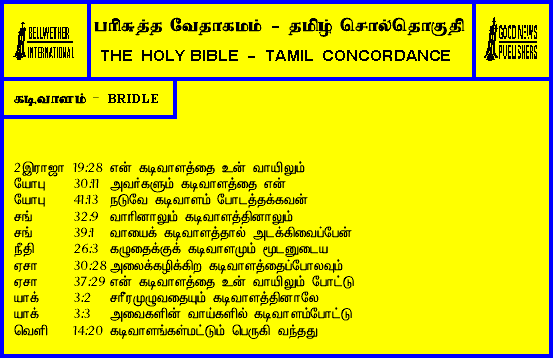 BELLWETHER
INTERNATIONAL
பரிசுத்த வேதாகமம் - தமிழ் சொல்தொகுதி
THE HOLY BIBLE - TAMIL CONCORDANCE
GOOD NEWS
PUBLISHERS
கடிவாளம் - BRIDLE
2இராஜா 19:28 என் கடிவாளத்தை உன் வாயிலும்
யோபு 30:11 அவர்களும் கடிவாளத்தை என்
யோபு 41:13 நடுவே கடிவாளம் போடத்தக்கவன்
சங் 32:9 வாரினாலும் கடிவாளத்தினாலும்
சங் 39:1 வாயைக் கடிவாளத்தால் அடக்கிவைப்பேன்
நீதி 26:3 கழுதைக்குக் கடிவாளமும் மூடனுடைய
ஏசா 30:28 அலைக்கழிக்கிற கடிவாளத்தைப்போலவும்
ஏசா 37:29 என் கடிவாளத்தை உன் வாயிலும் போட்டு
யாக் 3:2 சரீரமுழுவதையும் கடிவாளத்தினாலே
யாக் 3:3 அவைகளின் வாய்களில் கடிவாளம்போட்டு
வெளி 14:20 கடிவாளங்கள்மட்டும் பெருகி வந்தது